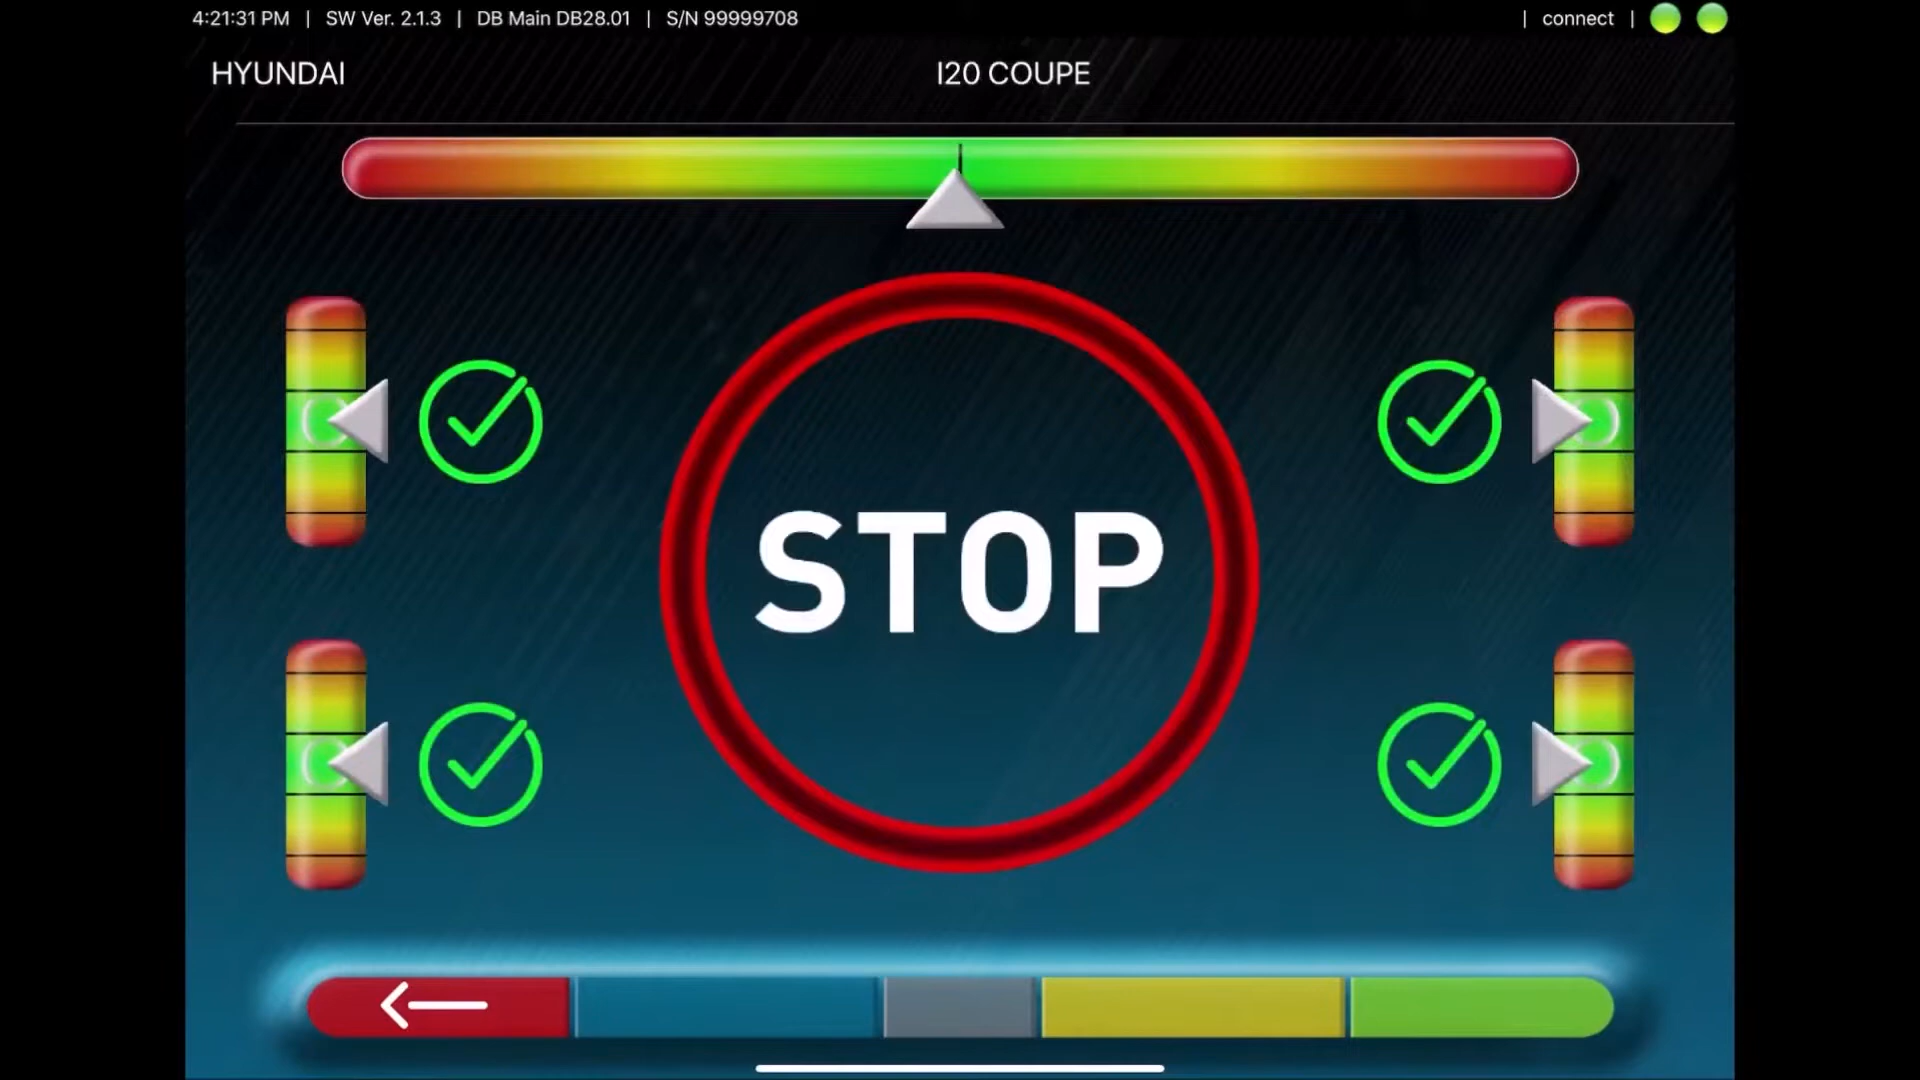 4:21:31 PM | SW Ver. 2.1.3 | DB Main DB28.01 | S/N 99999708 | connect |
HYUNDAI I20 COUPE
STOP